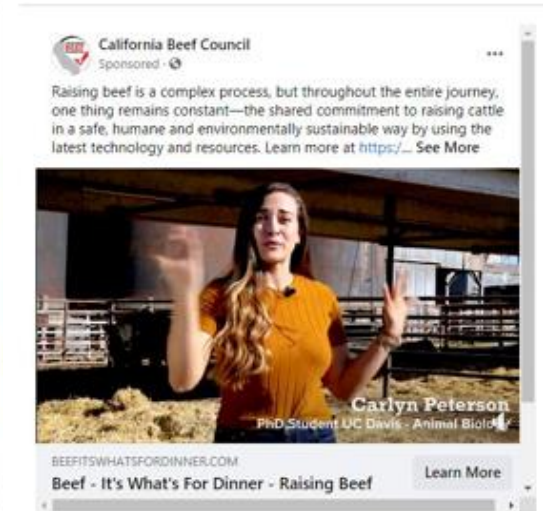 BEEF
California Beef Council
Sponsored ·
Raising beef is a complex process, but throughout the entire journey,
one thing remains constant—the shared commitment to raising cattle
in a safe, humane and environmentally sustainable way by using the
latest technology and resources. Learn more at https:/... See More
Carlyn Peterson
PhD Student UC Davis - Animal
BEEFITSWHATSFORDINNER.COM
Beef - It's What's For Dinner - Raising Beef
Learn More